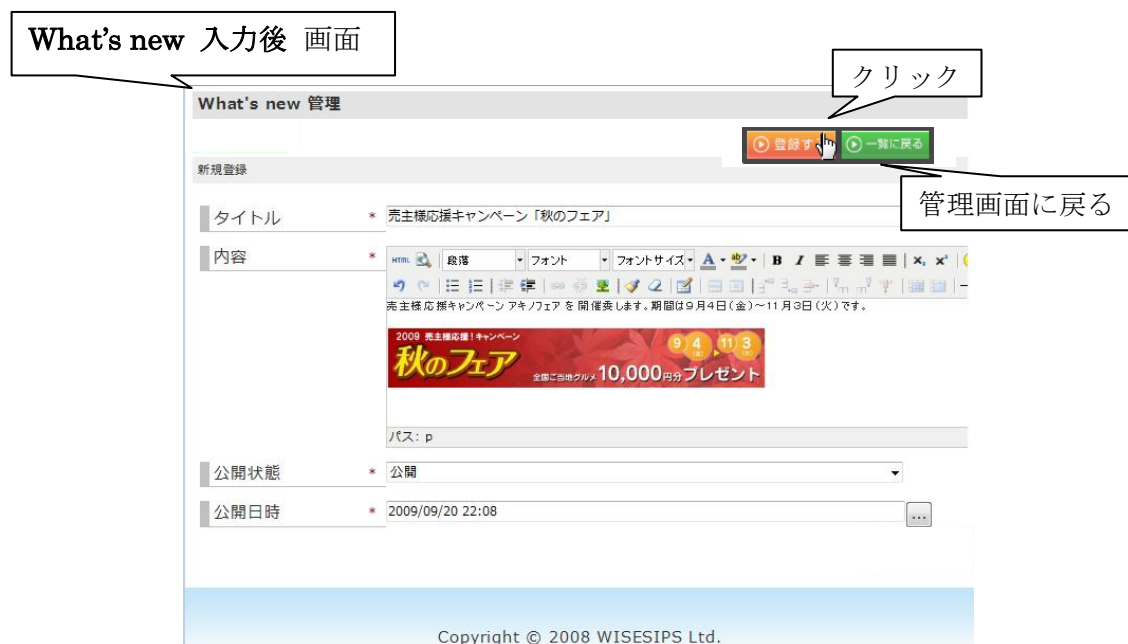 What's new 入力後 画面
クリック
What's new 管理
登録す
一覧に戻る
新規登録
管理画面に戻る
タイトル * 売主様応援キャンペーン「秋のフェア」
内容 *
HTML 段落 フォント フォントサイズ A ab B I x₂ x²
売主様応援キャンペーン アキノフェア を 開催奏します。期間は9月4日(金)～11月3日(火)です。
2009 売主様応援!キャンペーン
9/4(金) 11/3(火)
秋のフェア
全国ご当地グルメ 10,000円分プレゼント
パス: p
公開状態 * 公開
公開日時 * 2009/09/20 22:08 ...
Copyright © 2008 WISESIPS Ltd.